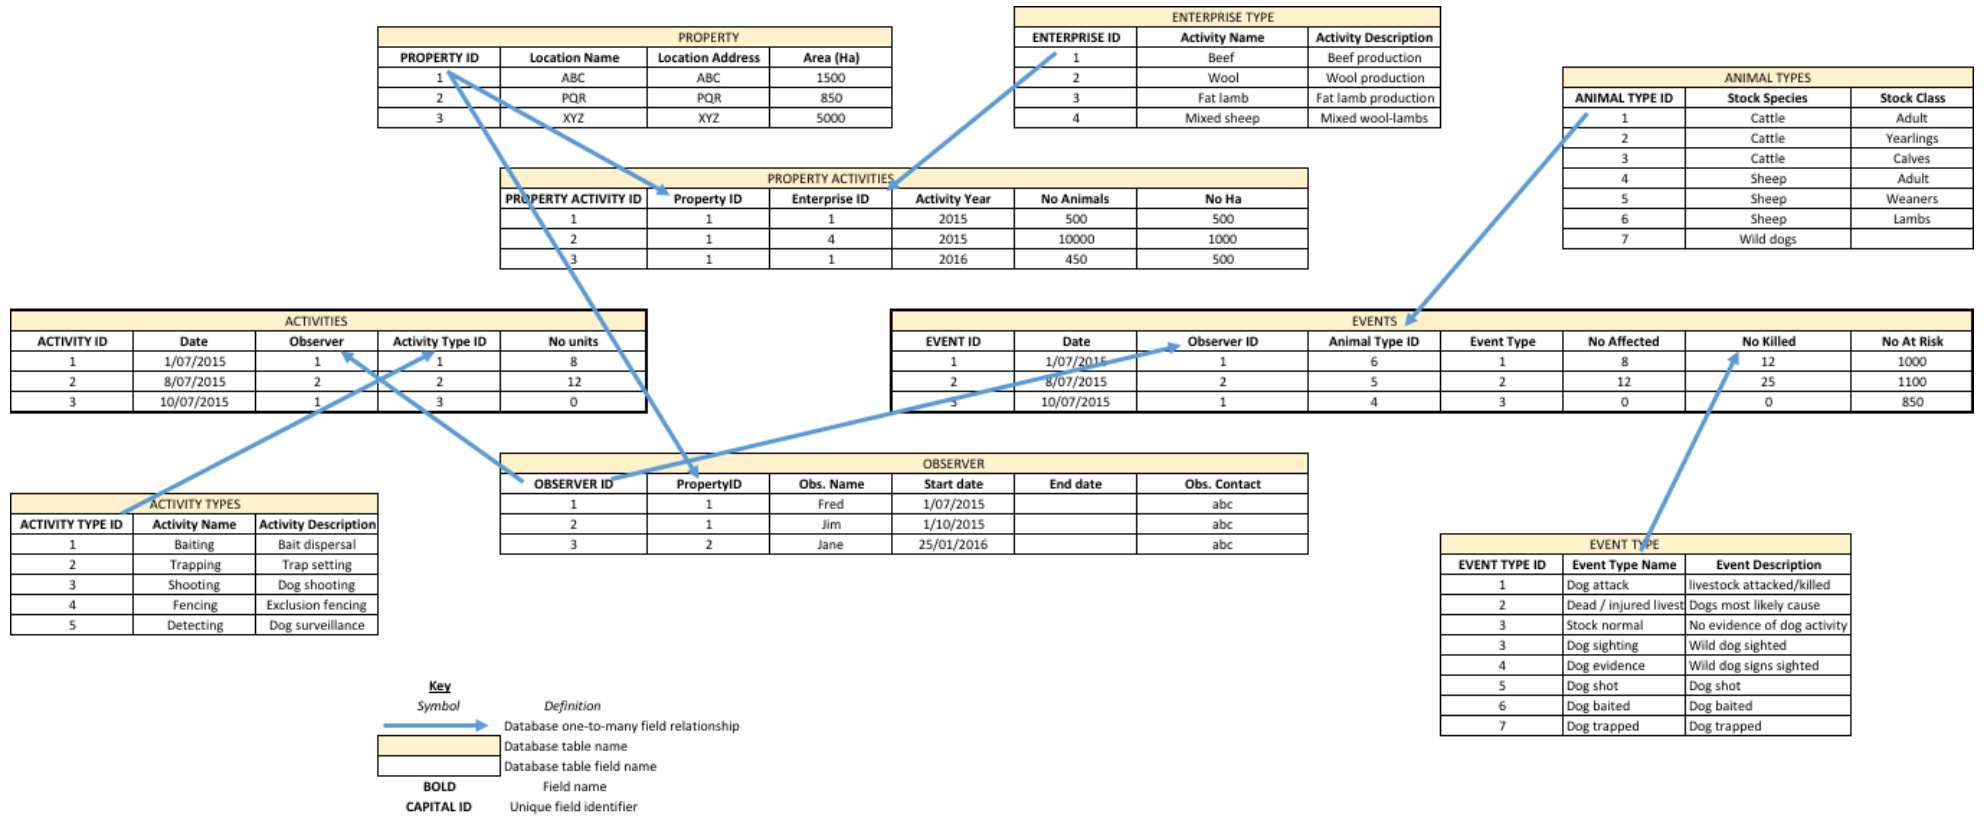 PROPERTY
PROPERTY ID Location Name Location Address Area (Ha)
1 ABC ABC 1500
2 PQR PQR 850
3 XYZ XYZ 5000
ENTERPRISE TYPE
ENTERPRISE ID Activity Name Activity Description
1 Beef Beef production
2 Wool Wool production
3 Fat lamb Fat lamb production
4 Mixed sheep Mixed wool-lambs
ANIMAL TYPES
ANIMAL TYPE ID Stock Species Stock Class
1 Cattle Adult
2 Cattle Yearlings
3 Cattle Calves
4 Sheep Adult
5 Sheep Weaners
6 Sheep Lambs
7 Wild dogs
PROPERTY ACTIVITIES
PROPERTY ACTIVITY ID Property ID Enterprise ID Activity Year No Animals No Ha
1 1 1 2015 500 500
2 1 4 2015 10000 1000
3 1 1 2016 450 500
ACTIVITIES
ACTIVITY ID Date Observer Activity Type ID No units
1 1/07/2015 1 1 8
2 8/07/2015 2 2 12
3 10/07/2015 1 3 0
EVENTS
EVENT ID Date Observer ID Animal Type ID Event Type No Affected No Killed No At Risk
1 1/07/2015 1 6 1 8 12 1000
2 8/07/2015 2 5 2 12 25 1100
3 10/07/2015 1 4 3 0 0 850
OBSERVER
OBSERVER ID PropertyID Obs. Name Start date End date Obs. Contact
1 1 Fred 1/07/2015 abc
2 1 Jim 1/10/2015 abc
3 2 Jane 25/01/2016 abc
ACTIVITY TYPES
ACTIVITY TYPE ID Activity Name Activity Description
1 Baiting Bait dispersal
2 Trapping Trap setting
3 Shooting Dog shooting
4 Fencing Exclusion fencing
5 Detecting Dog surveillance
EVENT TYPE
EVENT TYPE ID Event Type Name Event Description
1 Dog attack livestock attacked/killed
2 Dead / injured livest Dogs most likely cause
3 Stock normal No evidence of dog activity
3 Dog sighting Wild dog sighted
4 Dog evidence Wild dog signs sighted
5 Dog shot Dog shot
6 Dog baited Dog baited
7 Dog trapped Dog trapped
Key
Symbol Definition
Database one-to-many field relationship
Database table name
Database table field name
BOLD Field name
CAPITAL ID Unique field identifier